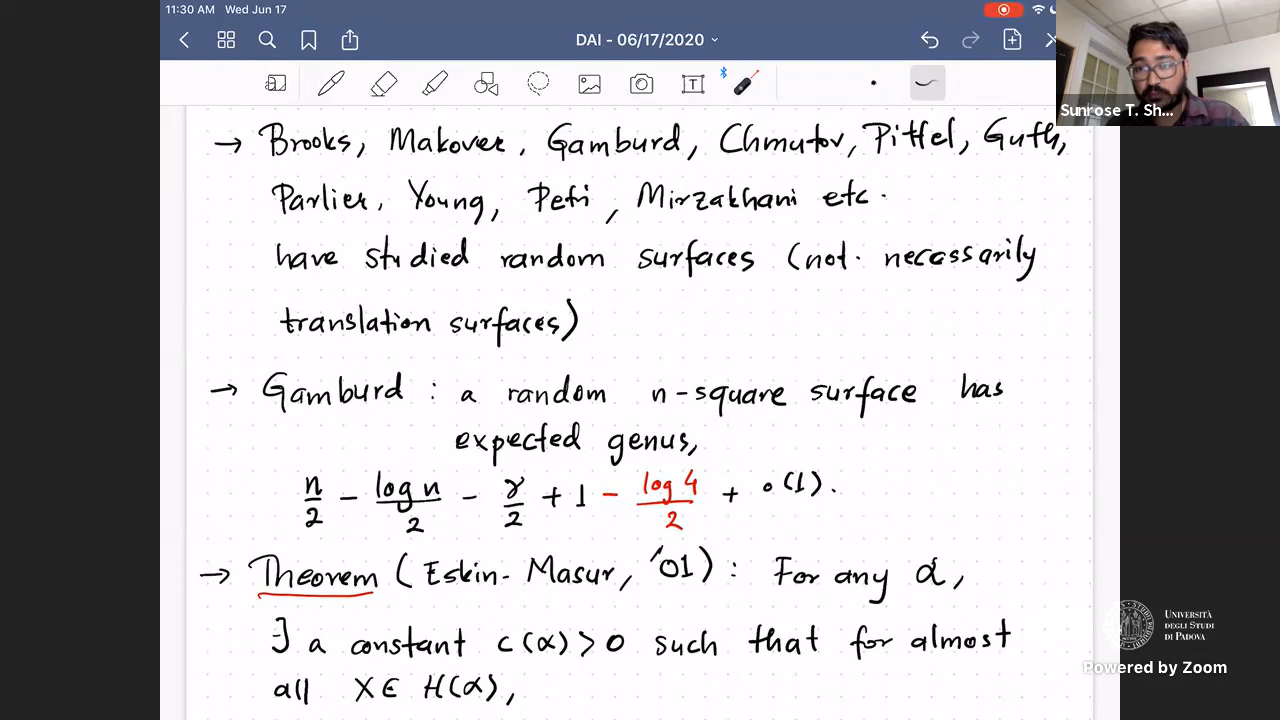 11:30 AM Wed Jun 17
DAI - 06/17/2020
T
Sunrose T. Sh...
→ Brooks, Makover, Gamburd, Chmutov, Pittel, Guth,
Parlier, Young, Petri, Mirzakhani etc.
have studied random surfaces (not necessarily
translation surfaces)
→ Gamburd : a random n-square surface has
expected genus,
n/2 - log n/2 - γ/2 + 1 - log 4/2 + o(1).
→ Theorem (Eskin-Masur, '01) : For any α,
∃ a constant c(α) > 0 such that for almost
all X ∈ H(α),
UNIVERSITÀ
DEGLI STUDI
DI PADOVA
Powered by Zoom